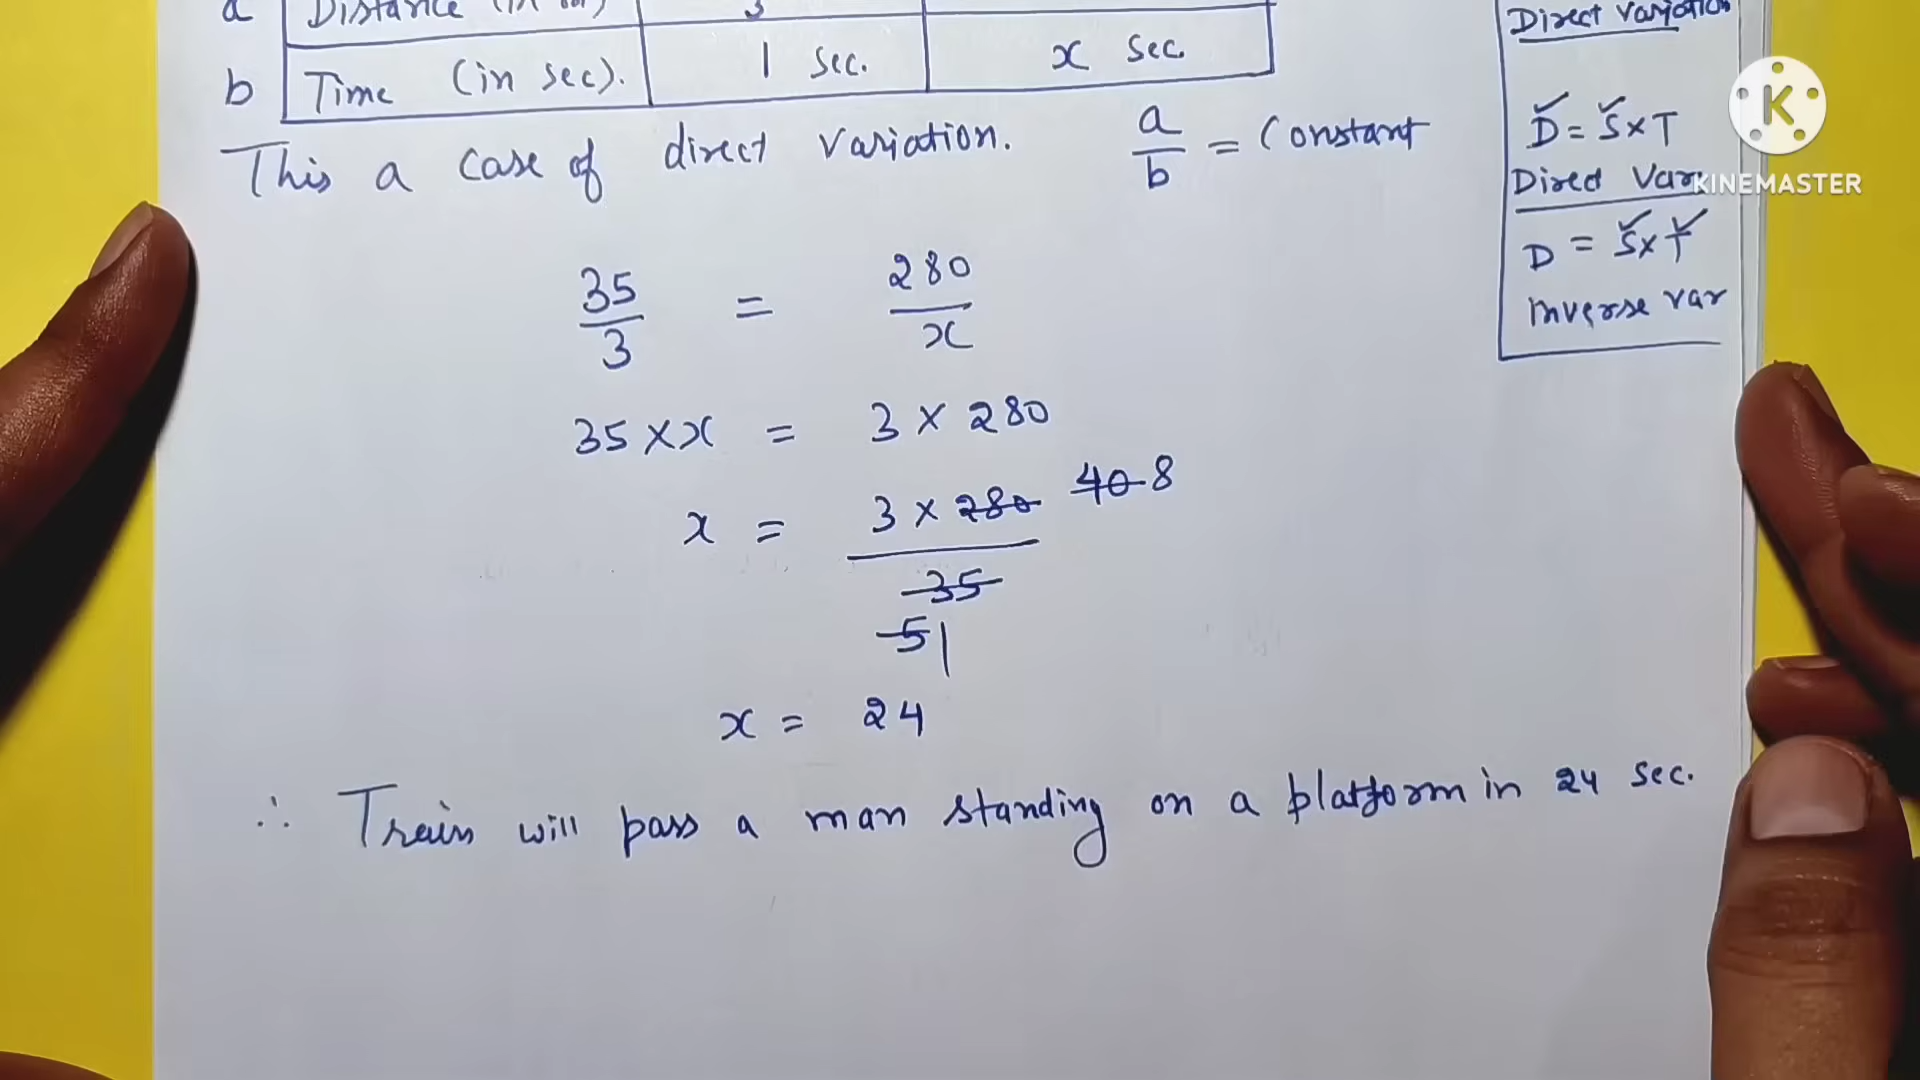 a Distance (in m) 3
b Time (in sec). 1 sec. x sec.
This a case of direct variation. a/b = Constant
35/3 = 280/x
35 × x = 3 × 280
x = 3 × 280 40 8
35
5 1
x = 24
∴ Train will pass a man standing on a platform in 24 sec.
Direct Variation
D = S × T
Direct Var
D = S × T
Inverse var
K
KINEMASTER